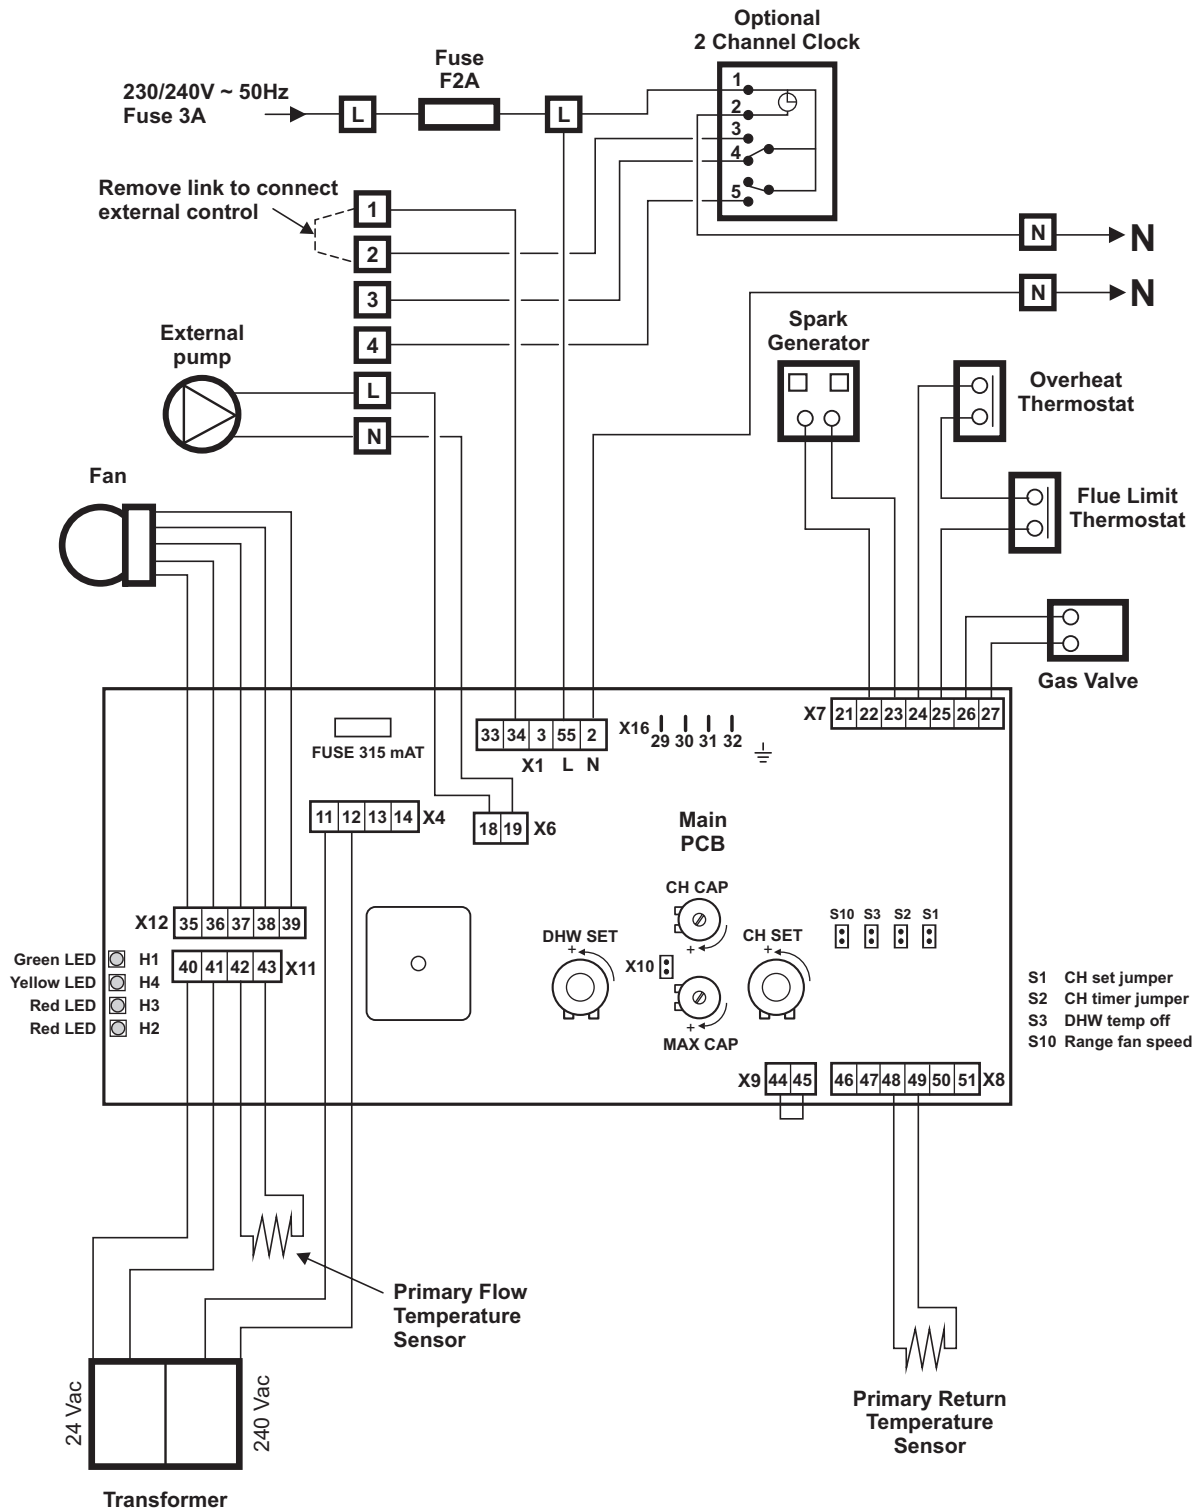 Optional
2 Channel Clock
Fuse
F2A
230/240V ~ 50Hz
Fuse 3A
L
L
1
2
3
4
5
Remove link to connect
external control
1
2
3
4
L
N
N
N
N
N
External
pump
Spark
Generator
Overheat
Thermostat
Fan
Flue Limit
Thermostat
Gas Valve
FUSE 315 mAT
33 34 3 55 2
X1 L N
X16
29 30 31 32
X7 21 22 23 24 25 26 27
11 12 13 14 X4
18 19 X6
Main
PCB
CH CAP
X12 35 36 37 38 39
DHW SET
+
+
CH SET
+
S10 S3 S2 S1
Green LED H1
Yellow LED H4
Red LED H3
Red LED H2
40 41 42 43 X11
X10
+
MAX CAP
S1 CH set jumper
S2 CH timer jumper
S3 DHW temp off
S10 Range fan speed
X9 44 45
46 47 48 49 50 51 X8
Primary Flow
Temperature
Sensor
24 Vac
240 Vac
Transformer
Primary Return
Temperature
Sensor